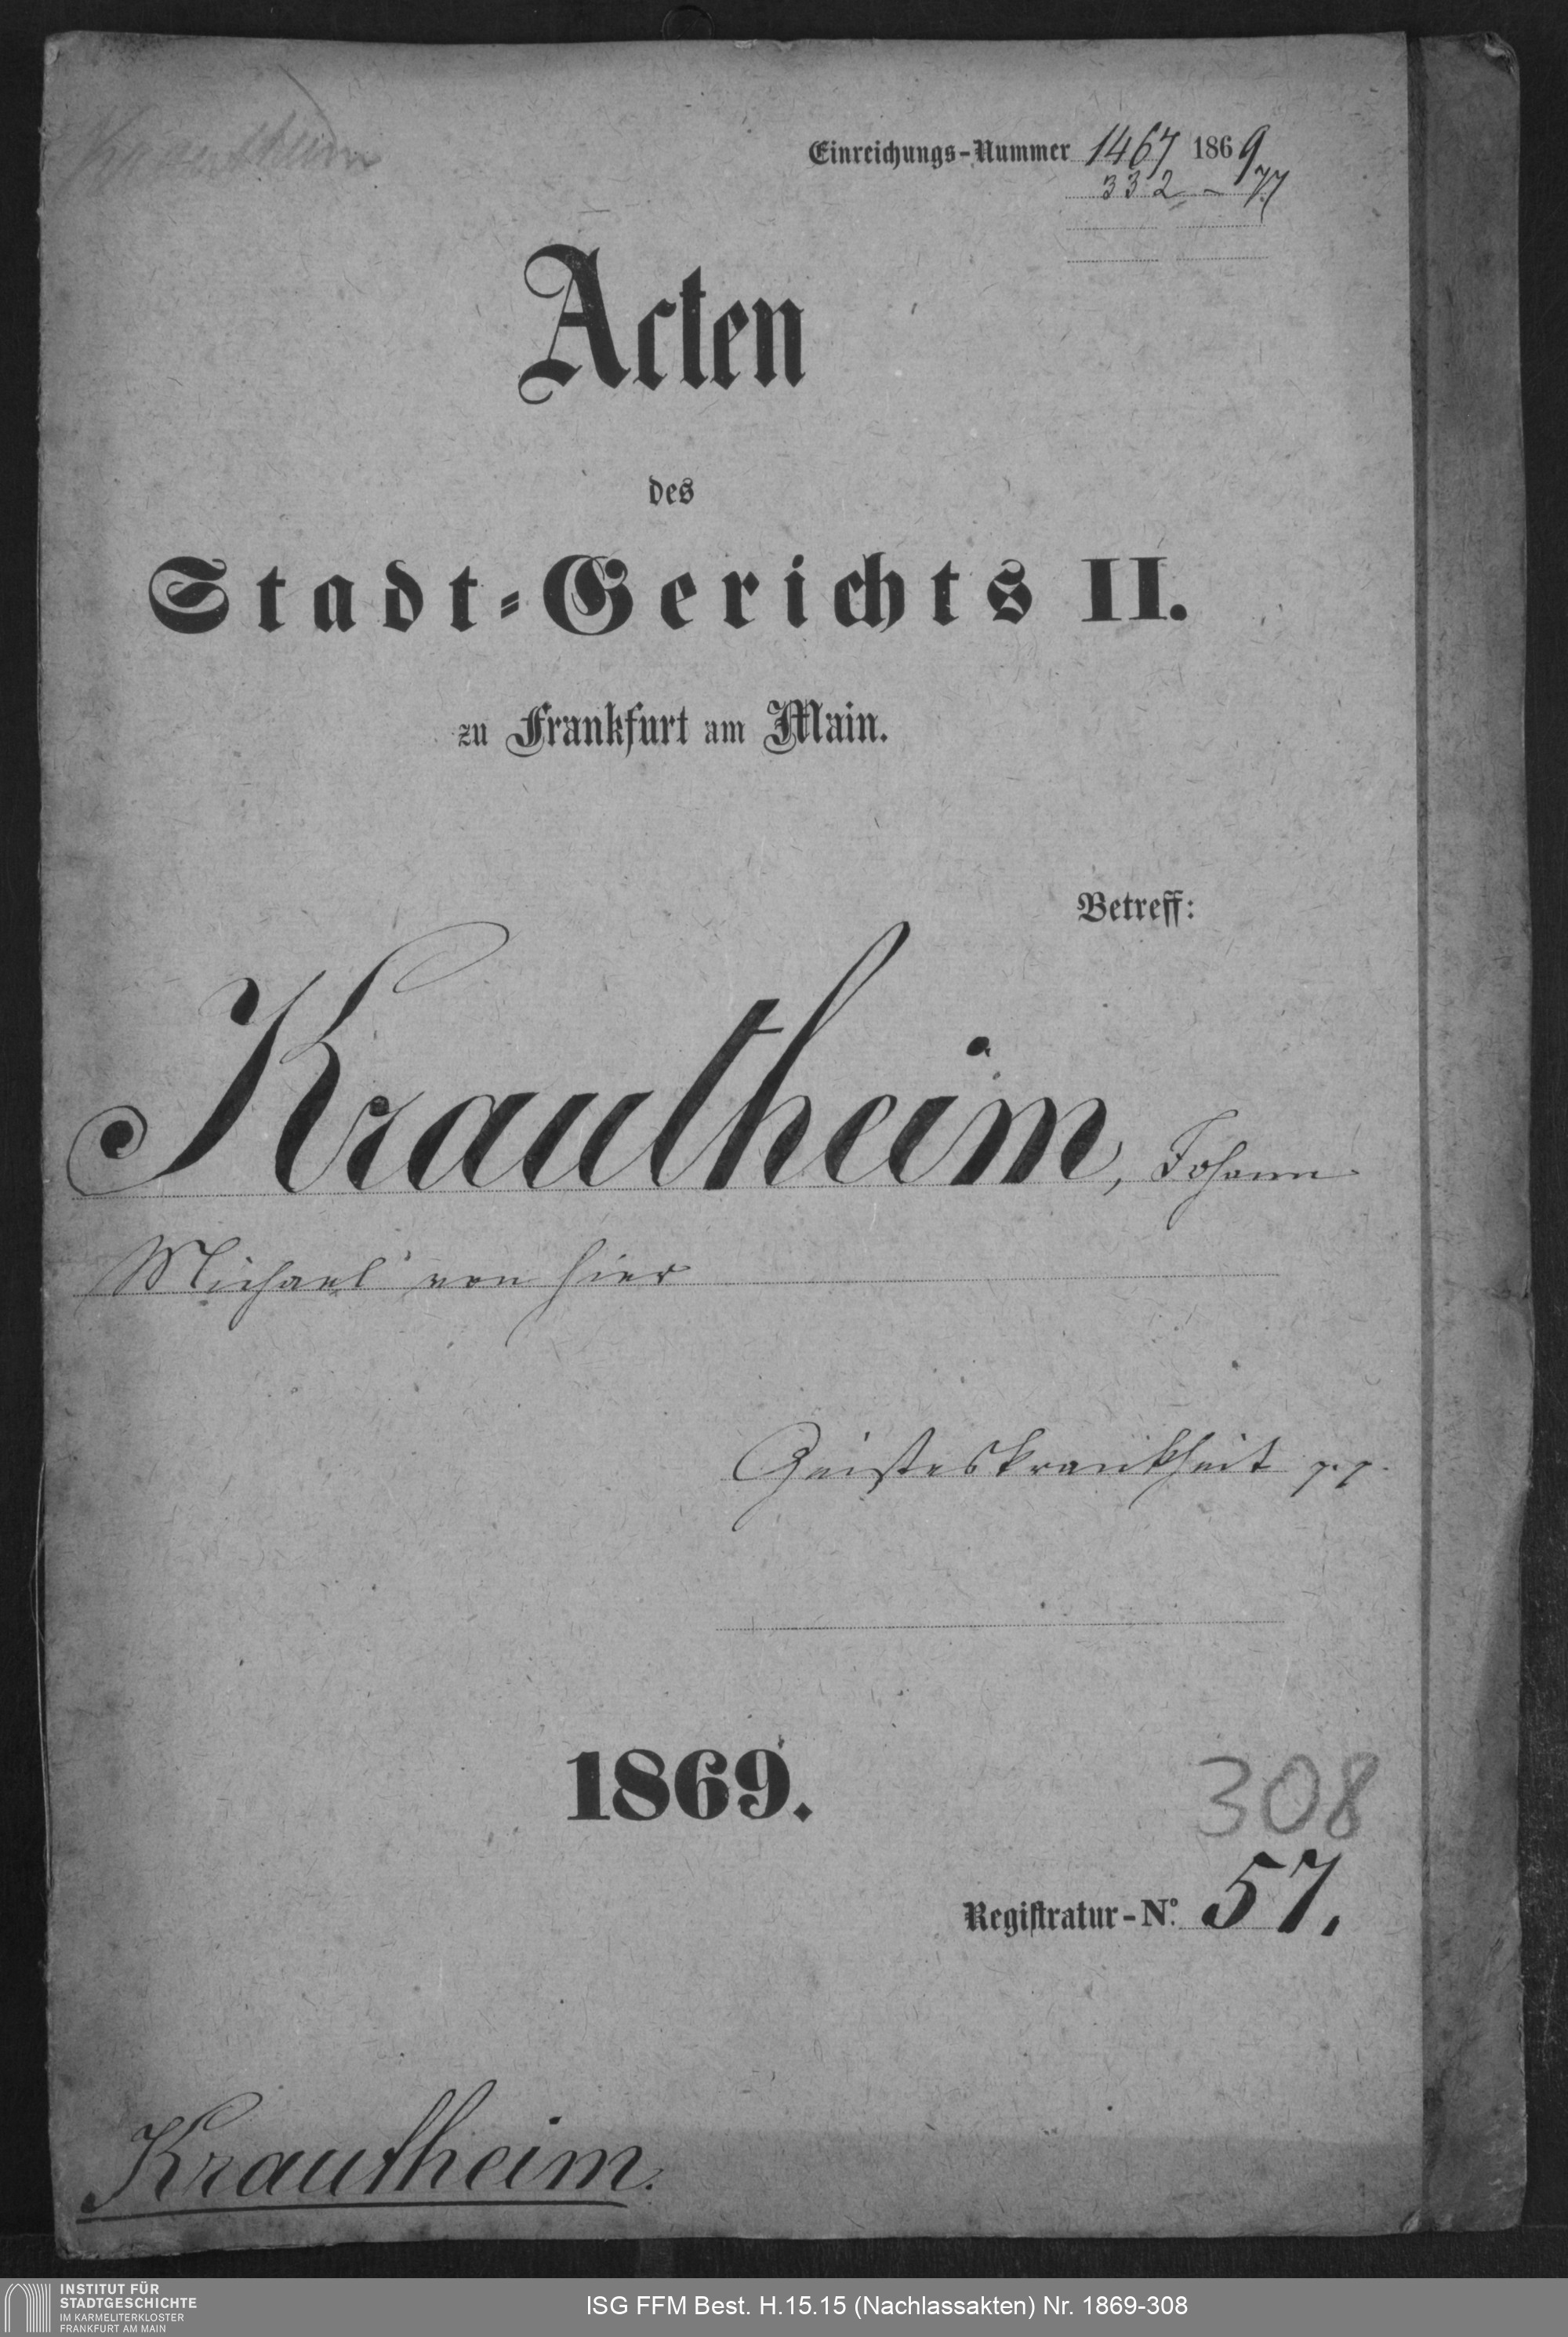 Krautheim
Einreichungs-Nummer 1467 1869
332 - 77
Acten
des
Stadt-Gerichts II.
zu Frankfurt am Main.
Betreff:
Krautheim, Johann
Michael von hier
Geisteskrankheit p.p.
1869.
308
Registratur-No. 57.
Krautheim.
INSTITUT FÜR
STADTGESCHICHTE
IM KARMELITERKLOSTER
FRANKFURT AM MAIN
ISG FFM Best. H.15.15 (Nachlassakten) Nr. 1869-308